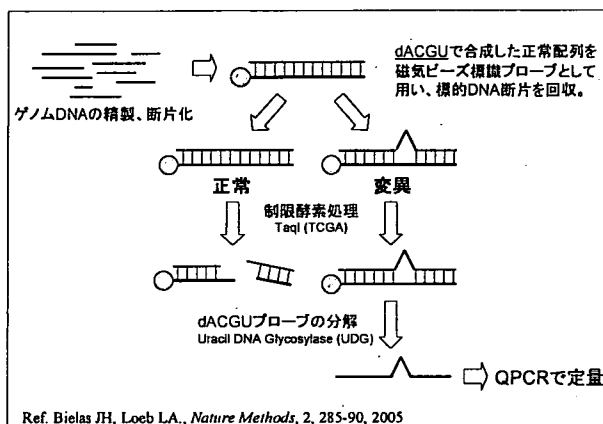 dACGUで合成した正常配列を
磁気ビーズ標識プローブとして
用い、標的DNA断片を回収。
ゲノムDNAの精製、断片化
正常
変異
制限酵素処理
TaqI (TCGA)
dACGUプローブの分解
Uracil DNA Glycosylase (UDG)
QPCRで定量
Ref. Bielas JH, Loeb LA., Nature Methods, 2, 285-90, 2005